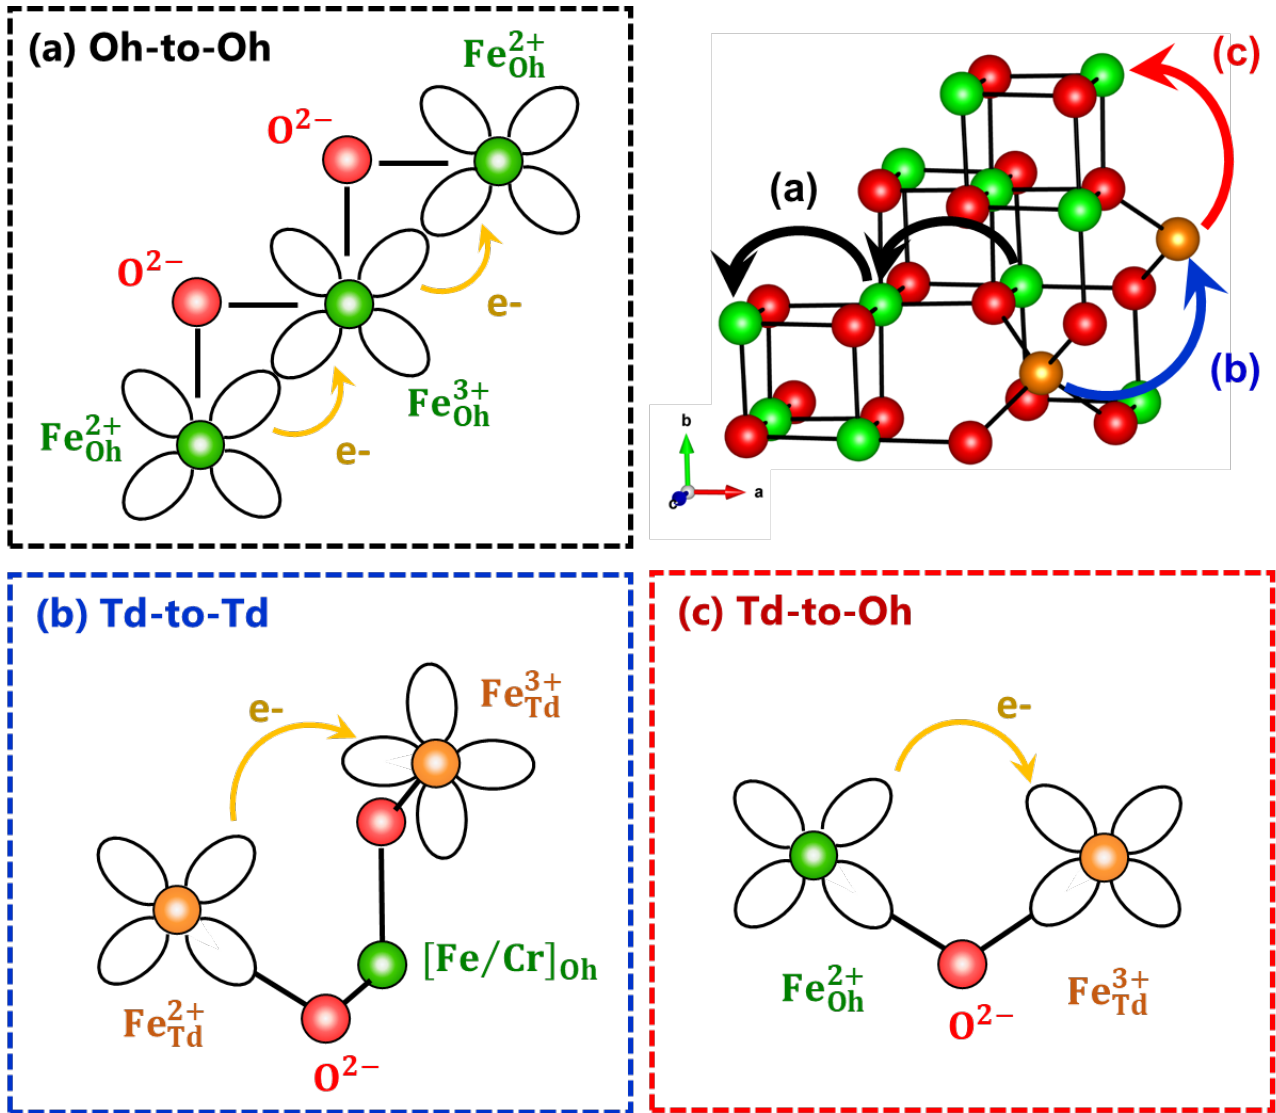 (a) Oh-to-Oh
Fe²⁺Oh
O²⁻
O²⁻
e-
Fe³⁺Oh
Fe²⁺Oh
e-
(c)
(a)
(b)
b
a
c
(b) Td-to-Td
Fe³⁺Td
e-
[Fe/Cr]Oh
Fe²⁺Td
O²⁻
(c) Td-to-Oh
e-
Fe²⁺Oh
Fe³⁺Td
O²⁻